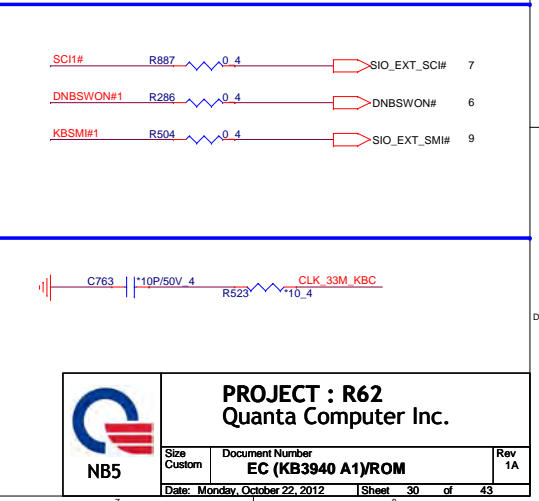 SCI1# R887 0_4 SIO_EXT_SCI# 7
DNBSWON#1 R286 0_4 DNBSWON# 6
KBSMI#1 R504 0_4 SIO_EXT_SMI# 9
C763 *10P/50V_4 R523 *10_4 CLK_33M_KBC
D
PROJECT : R62
Quanta Computer Inc.
NB5
Size Document Number Rev
Custom EC (KB3940 A1)/ROM 1A
Date: Monday, October 22, 2012 Sheet 30 of 43